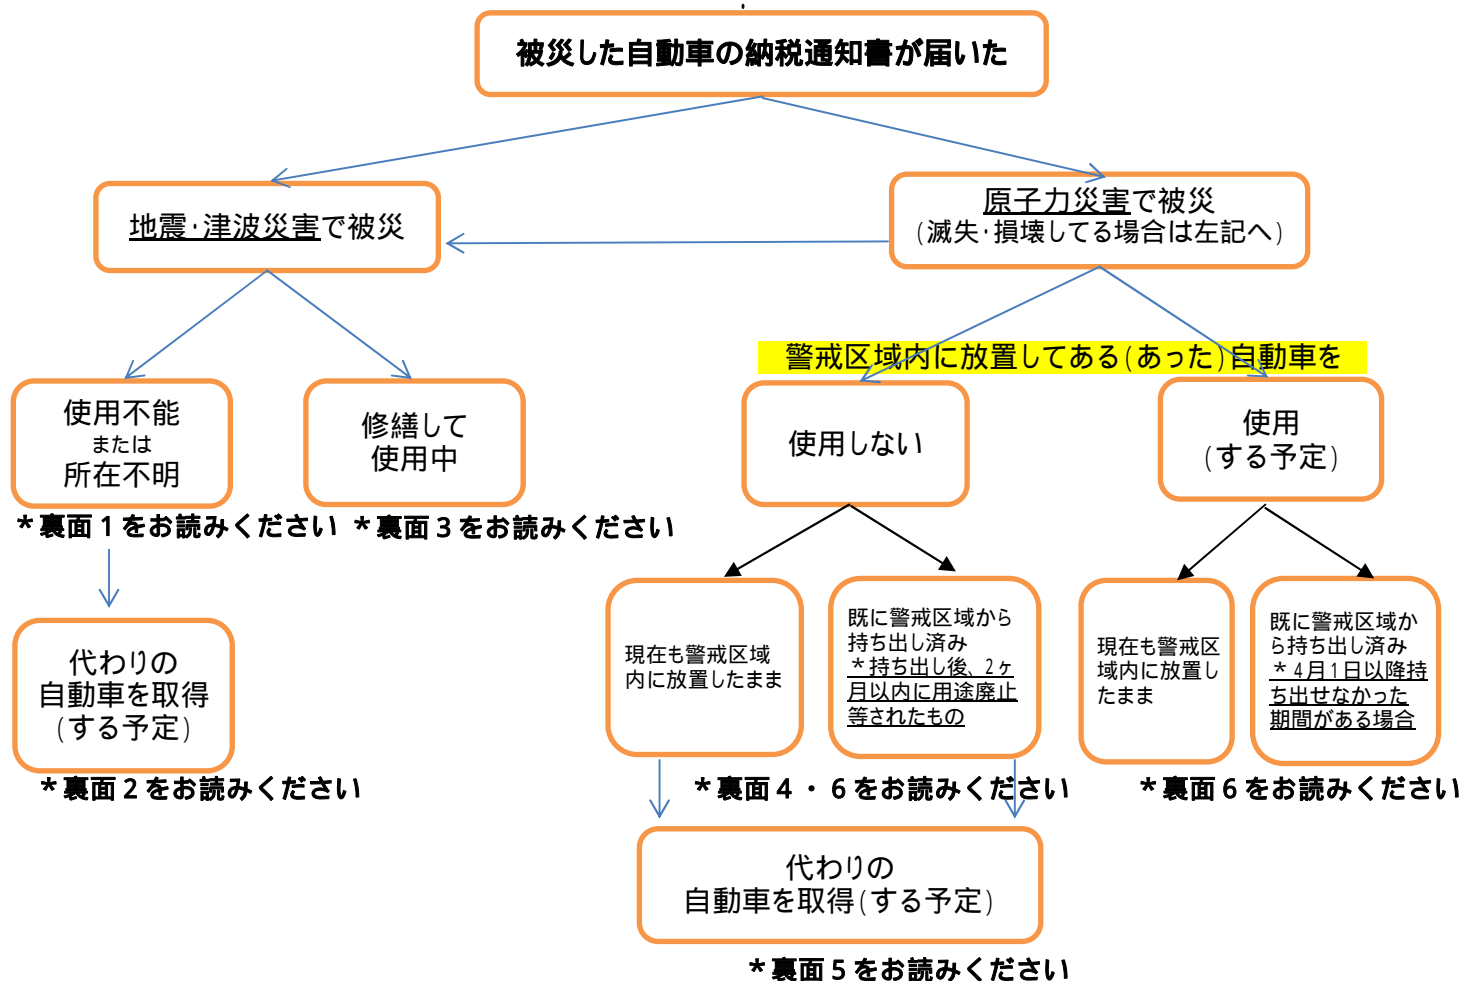 被災した自動車の納税通知書が届いた
地震・津波災害で被災
原子力災害で被災
(滅失・損壊してる場合は左記へ)
警戒区域内に放置してある(あった)自動車を
使用不能
または
所在不明
修繕して
使用中
使用しない
使用
(する予定)
*裏面1をお読みください
*裏面3をお読みください
代わりの
自動車を取得
(する予定)
*裏面2をお読みください
現在も警戒区域
内に放置したまま
既に警戒区域から
持ち出し済み
*持ち出し後、2ヶ
月以内に用途廃止
等されたもの
現在も警戒区
域内に放置し
たまま
既に警戒区域か
ら持ち出し済み
*4月1日以降持
ち出せなかった
期間がある場合
*裏面4・6をお読みください
*裏面6をお読みください
代わりの
自動車を取得(する予定)
*裏面5をお読みください